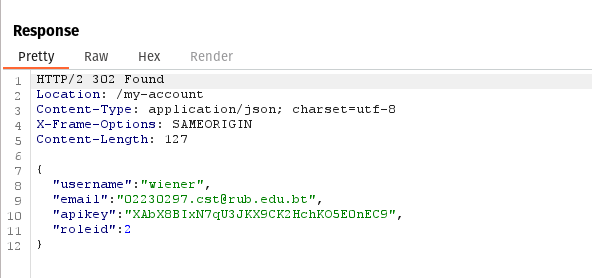 Response
Pretty Raw Hex Render
1 HTTP/2 302 Found
2 Location: /my-account
3 Content-Type: application/json; charset=utf-8
4 X-Frame-Options: SAMEORIGIN
5 Content-Length: 127
6
7 {
8 "username":"wiener",
9 "email":"02230297.cst@rub.edu.bt",
10 "apikey":"XAbX8BIxN7qU3JKX9CK2HchKO5E0nEC9",
11 "roleid":2
12 }